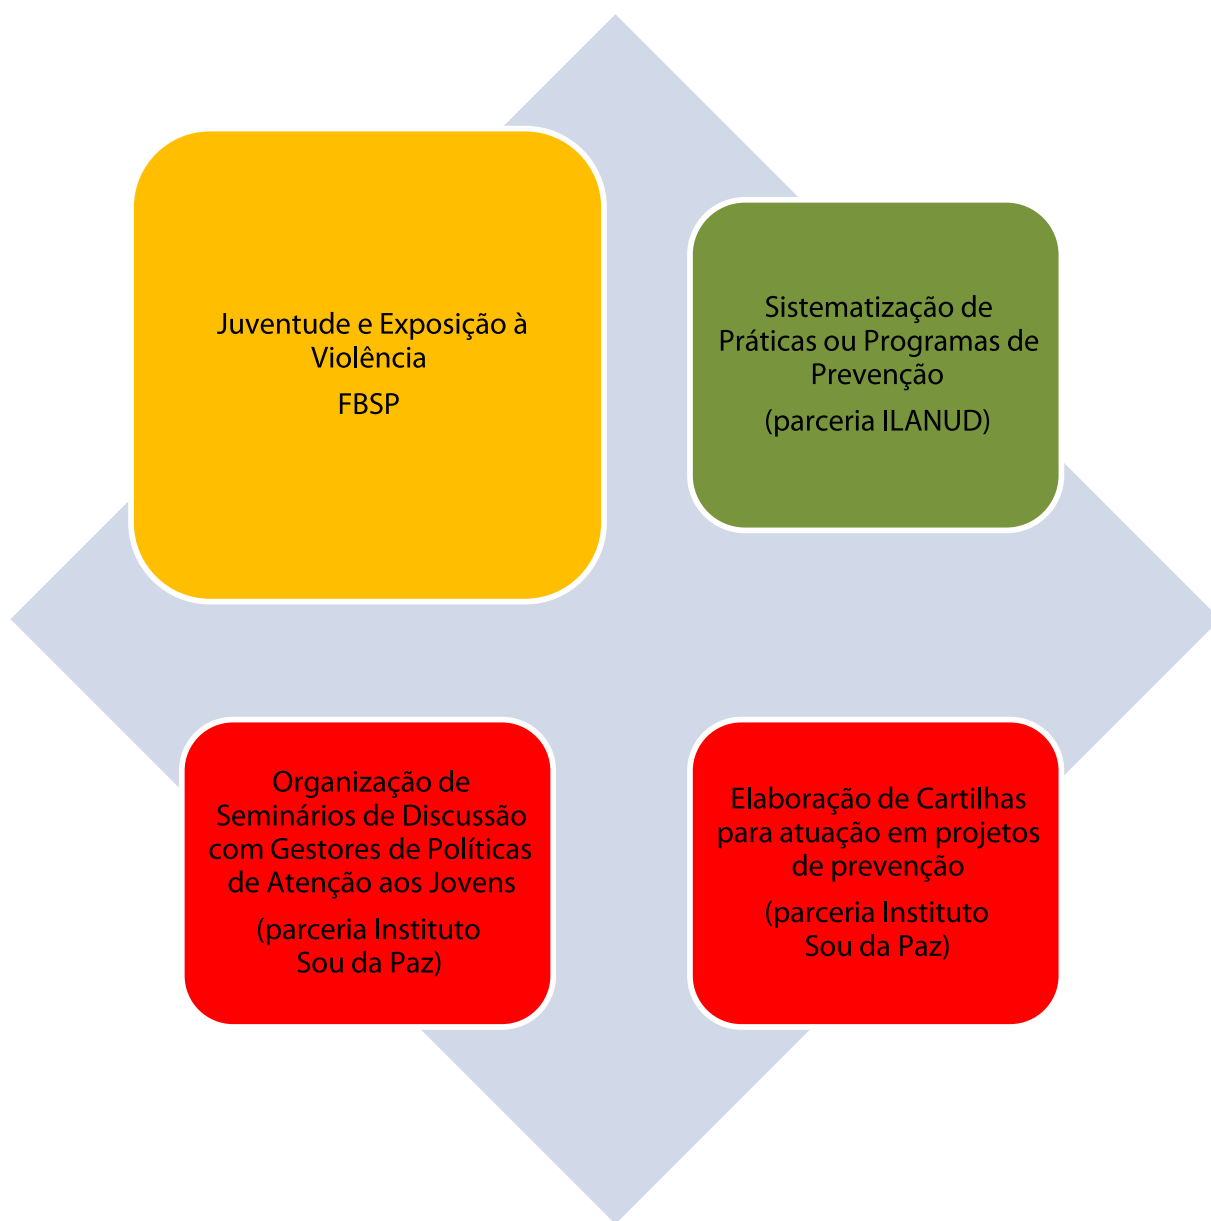 Juventude e Exposição à
Violência
FBSP
Sistematização de
Práticas ou Programas de
Prevenção
(parceria ILANUD)
Organização de
Seminários de Discussão
com Gestores de Políticas
de Atenção aos Jovens
(parceria Instituto
Sou da Paz)
Elaboração de Cartilhas
para atuação em projetos
de prevenção
(parceria Instituto
Sou da Paz)